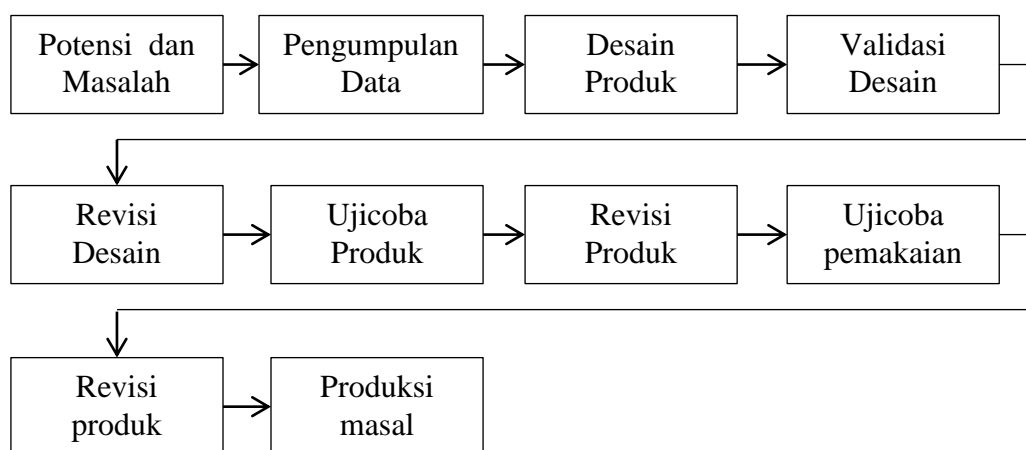 Potensi dan
Masalah
Pengumpulan
Data
Desain
Produk
Validasi
Desain
Revisi
Desain
Ujicoba
Produk
Revisi
Produk
Ujicoba
pemakaian
Revisi
produk
Produksi
masal